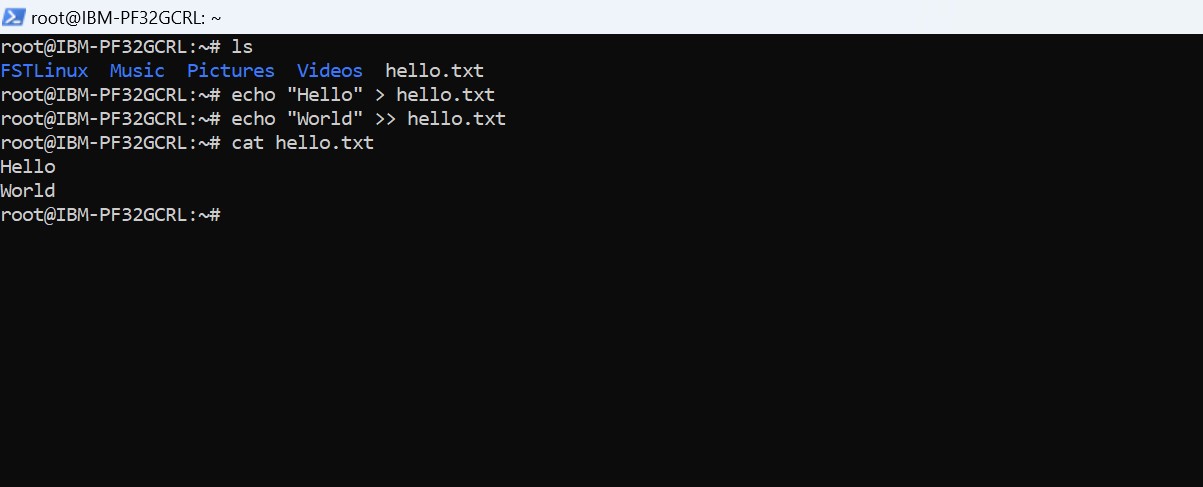 root@IBM-PF32GCRL: ~
root@IBM-PF32GCRL:~# ls
FSTLinux  Music  Pictures  Videos  hello.txt
root@IBM-PF32GCRL:~# echo "Hello" > hello.txt
root@IBM-PF32GCRL:~# echo "World" >> hello.txt
root@IBM-PF32GCRL:~# cat hello.txt
Hello
World
root@IBM-PF32GCRL:~#